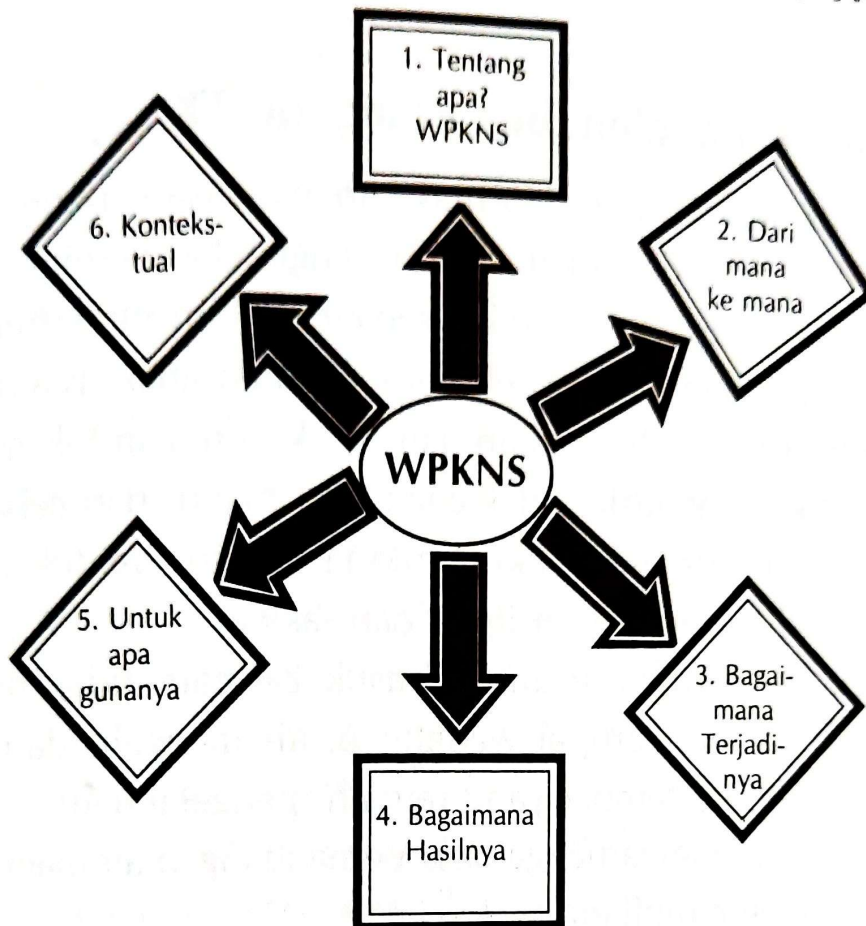 1. Tentang
apa?
WPKNS
6. Konteks-
tual
2. Dari
mana
ke mana
WPKNS
5. Untuk
apa
gunanya
3. Bagai-
mana
Terjadi-
nya
4. Bagaimana
Hasilnya